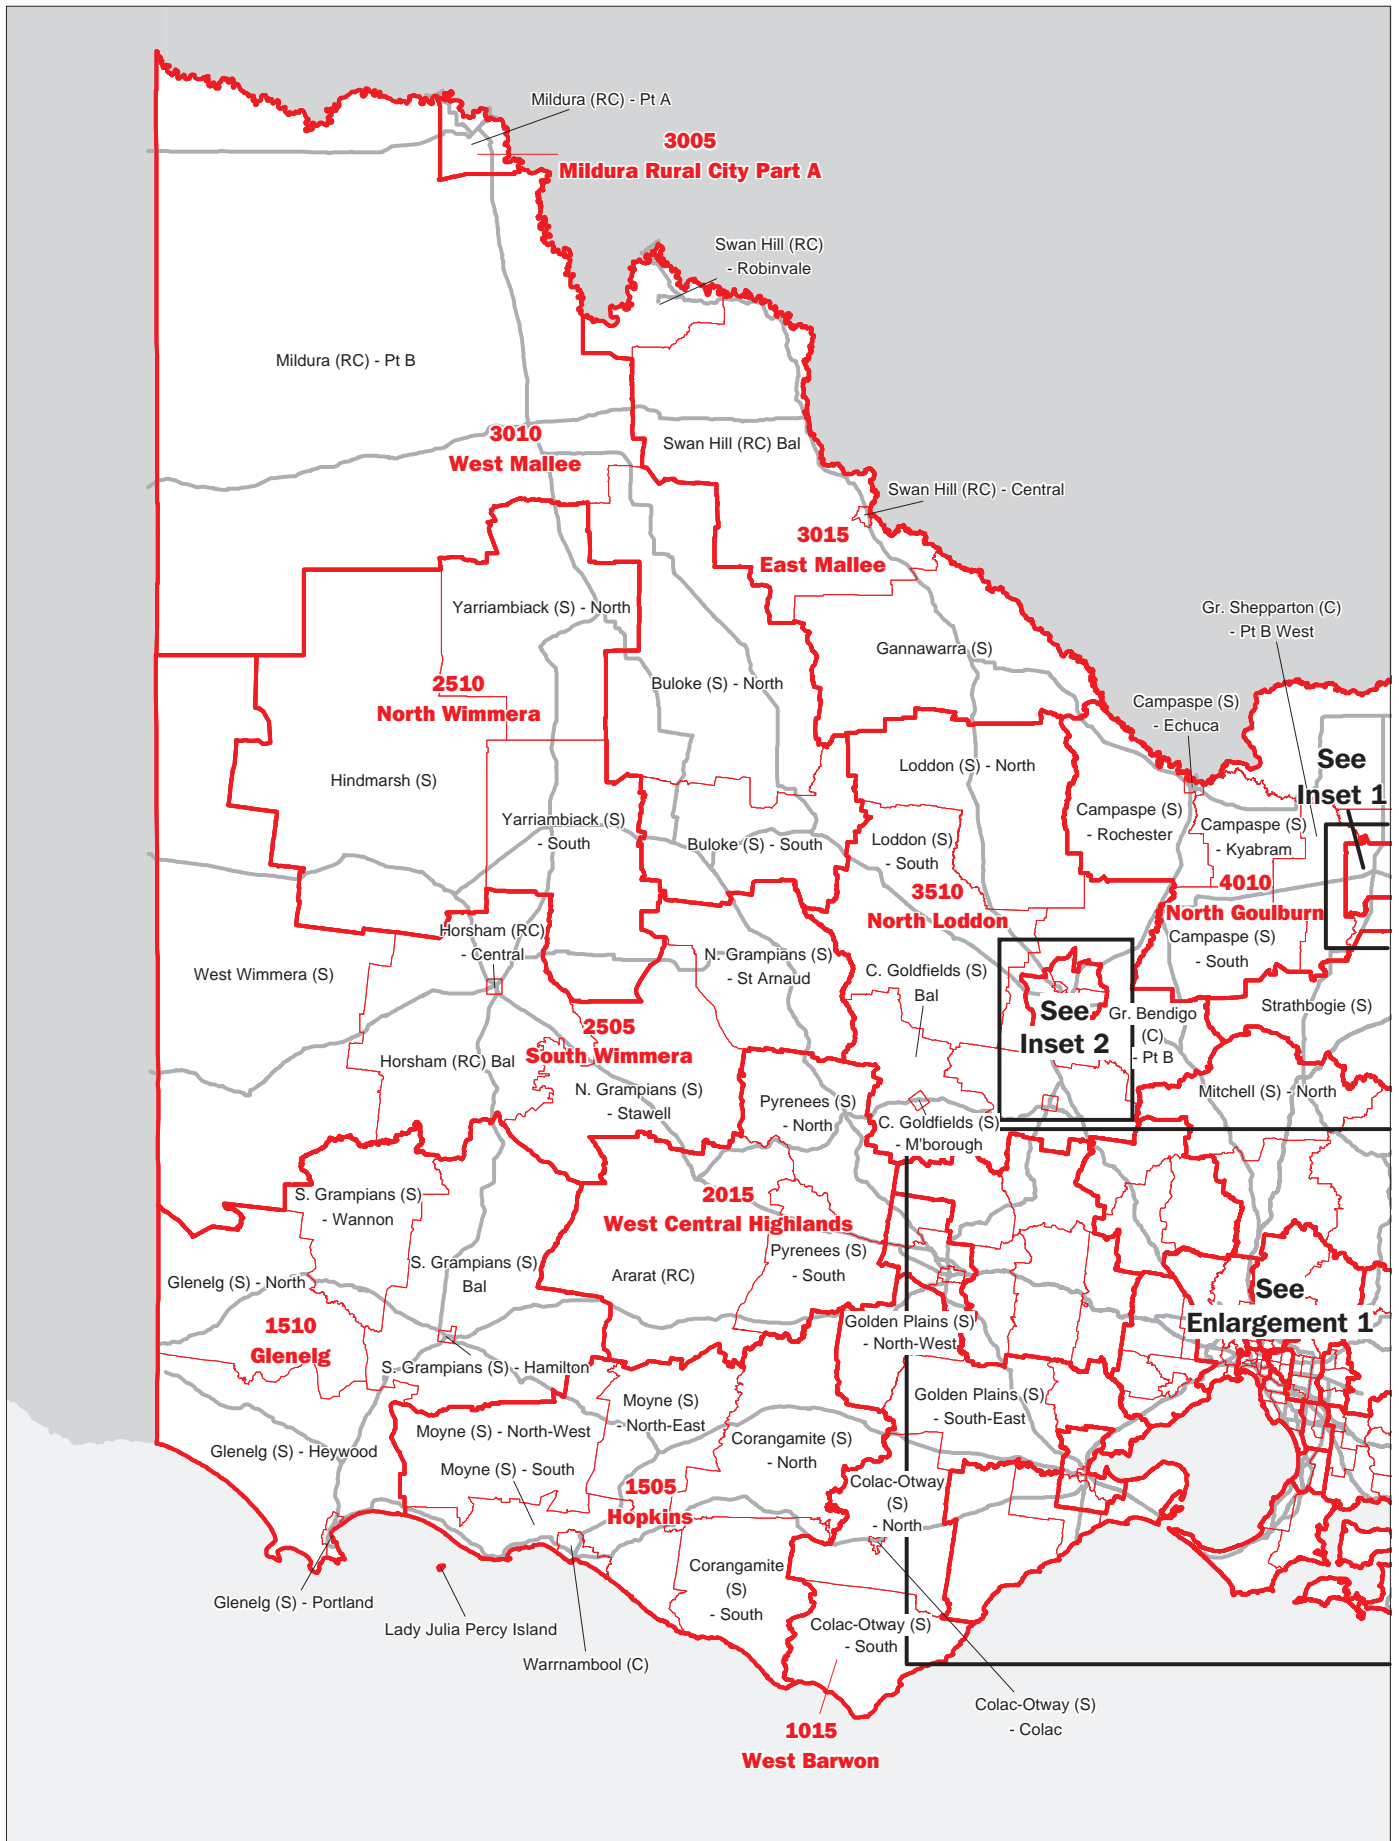 Mildura (RC) - Pt A
3005
Mildura Rural City Part A
Swan Hill (RC)
- Robinvale
Mildura (RC) - Pt B
3010
West Mallee
Swan Hill (RC) Bal
Swan Hill (RC) - Central
3015
East Mallee
Yarriambiack (S) - North
Gr. Shepparton (C)
- Pt B West
Gannawarra (S)
2510
North Wimmera
Buloke (S) - North
Campaspe (S)
- Echuca
See
Inset 1
Hindmarsh (S)
Loddon (S) - North
Yarriambiack (S)
- South
Buloke (S) - South
Loddon (S)
- South
Campaspe (S)
- Rochester
Campaspe (S)
- Kyabram
3510
North Loddon
4010
North Goulburn
Campaspe (S)
- South
Horsham (RC)
- Central
West Wimmera (S)
N. Grampians (S)
- St Arnaud
C. Goldfields (S)
Bal
See
Inset 2
Gr. Bendigo
(C)
- Pt B
Strathbogie (S)
2505
South Wimmera
Horsham (RC) Bal
N. Grampians (S)
- Stawell
Pyrenees (S)
- North
C. Goldfields (S)
- M'borough
Mitchell (S) - North
S. Grampians (S)
- Wannon
2015
West Central Highlands
Pyrenees (S)
- South
Glenelg (S) - North
S. Grampians (S)
Bal
Ararat (RC)
See
Enlargement 1
1510
Glenelg
Golden Plains (S)
- North-West
S. Grampians (S) - Hamilton
Moyne (S)
- North-East
Golden Plains (S)
- South-East
Glenelg (S) - Heywood
Moyne (S) - North-West
Moyne (S) - South
Corangamite (S)
- North
1505
Hopkins
Colac-Otway
(S)
- North
Corangamite
(S)
- South
Glenelg (S) - Portland
Lady Julia Percy Island
Warrnambool (C)
Colac-Otway (S)
- South
Colac-Otway (S)
- Colac
1015
West Barwon